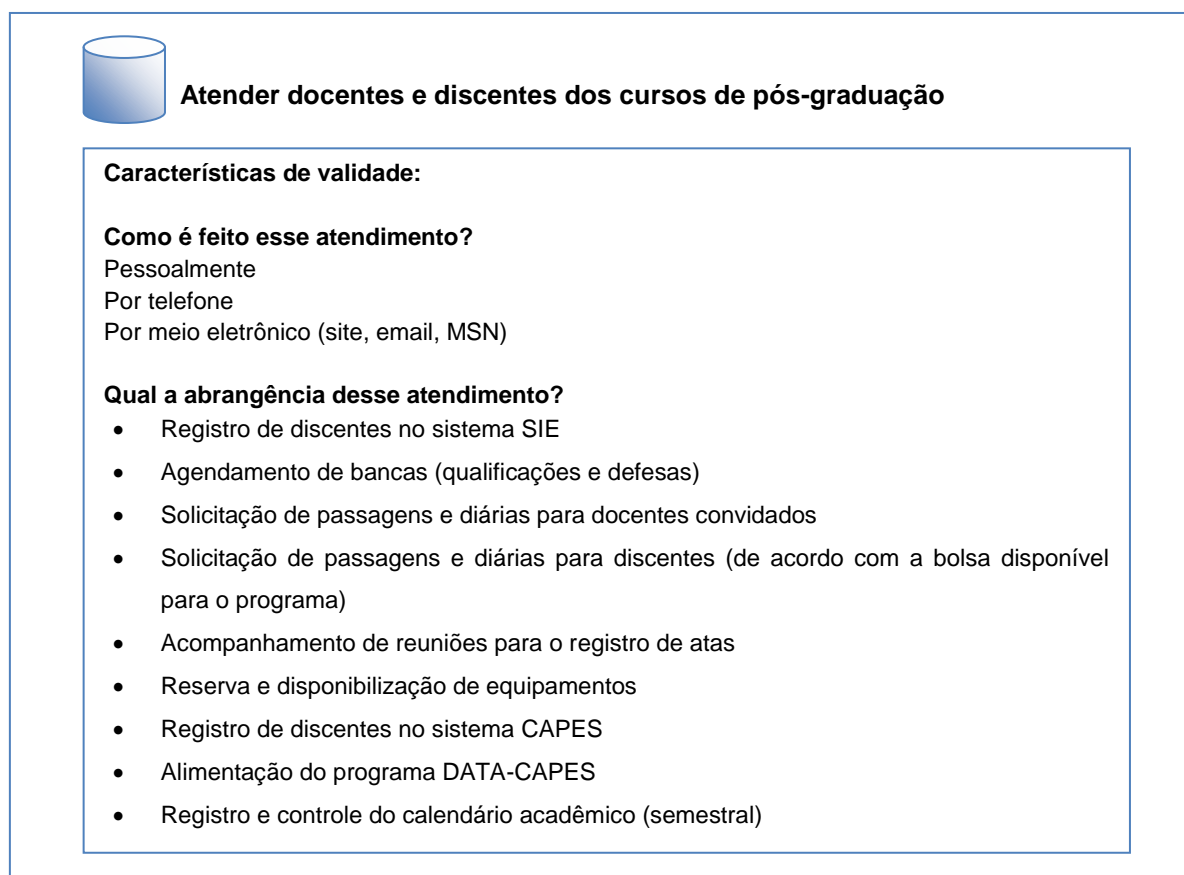 Atender docentes e discentes dos cursos de pós-graduação
Características de validade:
Como é feito esse atendimento?
Pessoalmente
Por telefone
Por meio eletrônico (site, email, MSN)
Qual a abrangência desse atendimento?
• Registro de discentes no sistema SIE
• Agendamento de bancas (qualificações e defesas)
• Solicitação de passagens e diárias para docentes convidados
• Solicitação de passagens e diárias para discentes (de acordo com a bolsa disponível
para o programa)
• Acompanhamento de reuniões para o registro de atas
• Reserva e disponibilização de equipamentos
• Registro de discentes no sistema CAPES
• Alimentação do programa DATA-CAPES
• Registro e controle do calendário acadêmico (semestral)